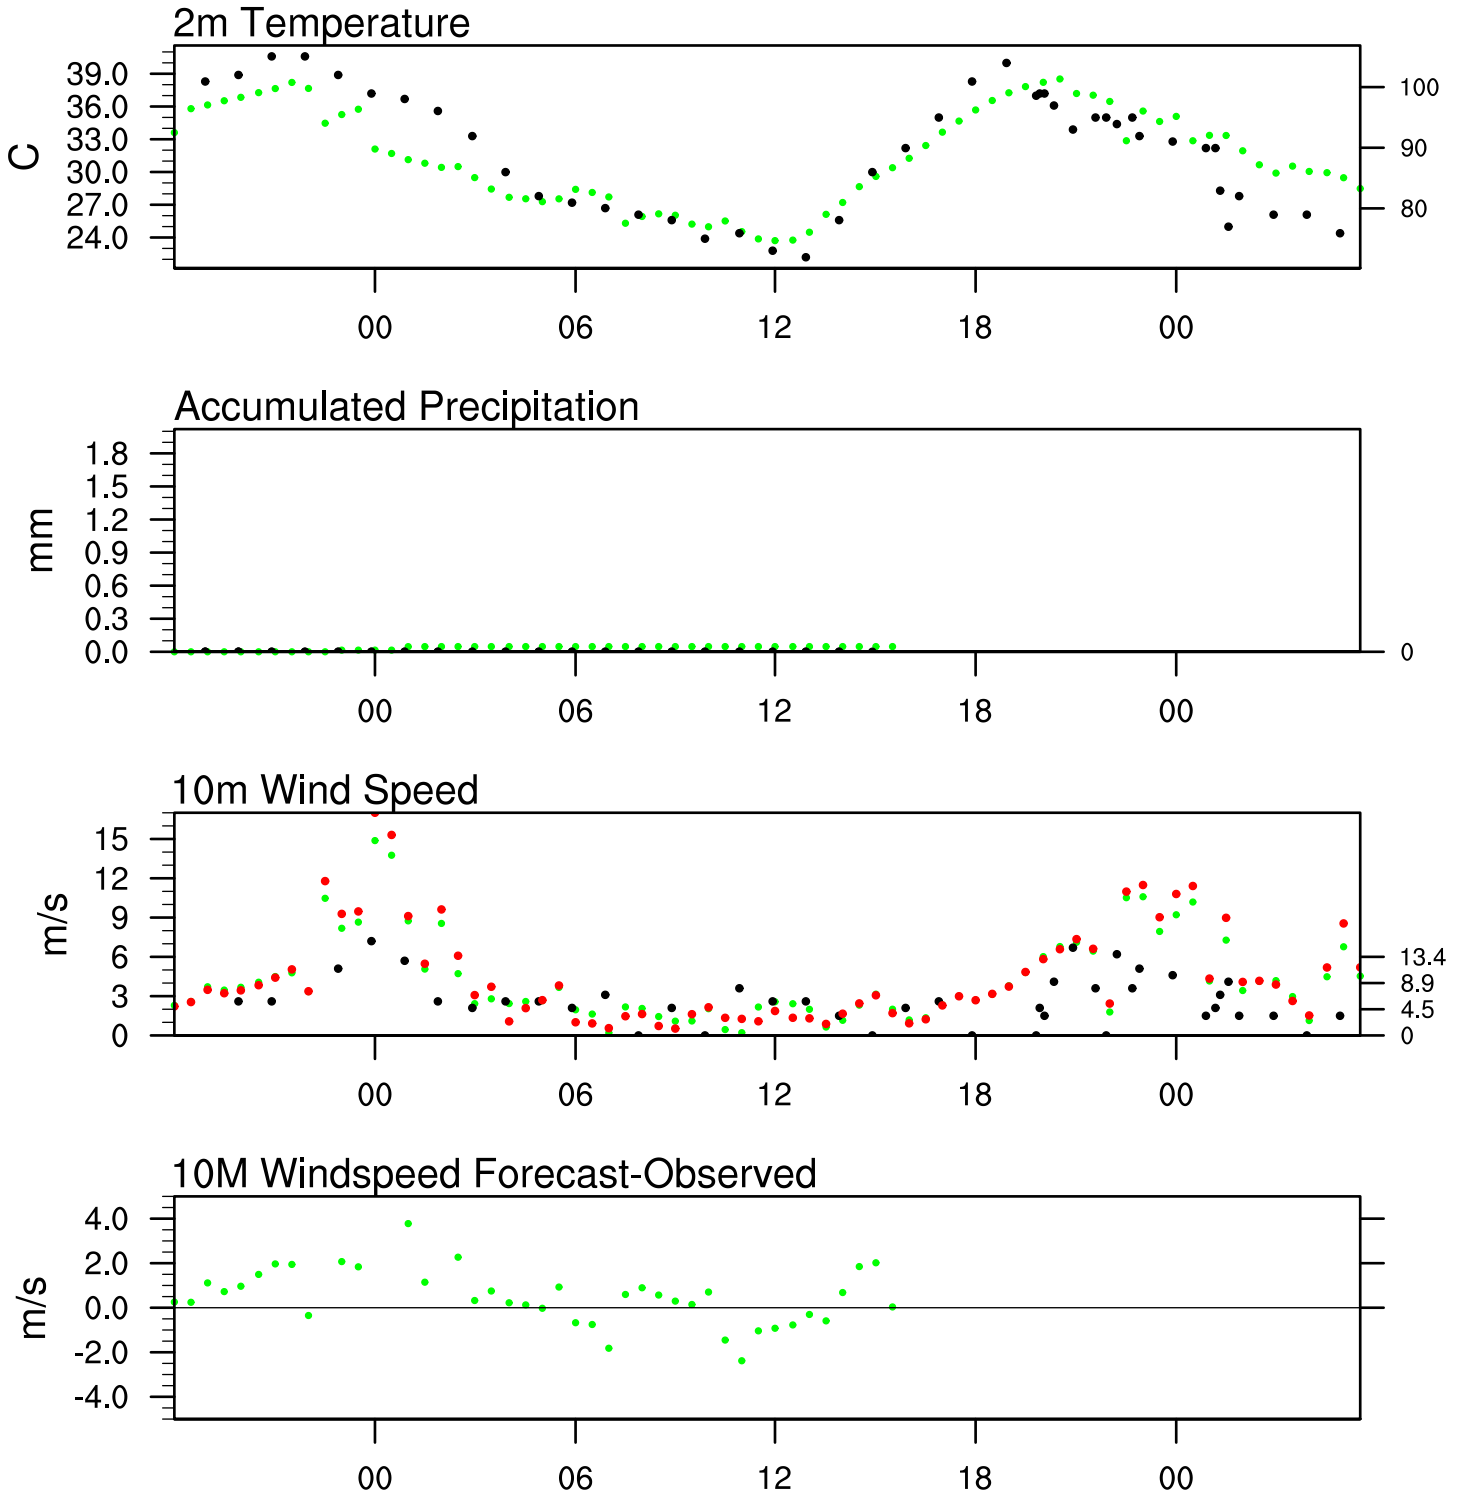 2m Temperature
39.0
36.0
33.0
30.0
27.0
24.0
C
100
90
80
00 06 12 18 00
Accumulated Precipitation
1.8
1.5
1.2
0.9
0.6
0.3
0.0
mm
0
00 06 12 18 00
10m Wind Speed
15
12
9
6
3
0
m/s
13.4
8.9
4.5
0
00 06 12 18 00
10M Windspeed Forecast-Observed
4.0
2.0
0.0
-2.0
-4.0
m/s
00 06 12 18 00